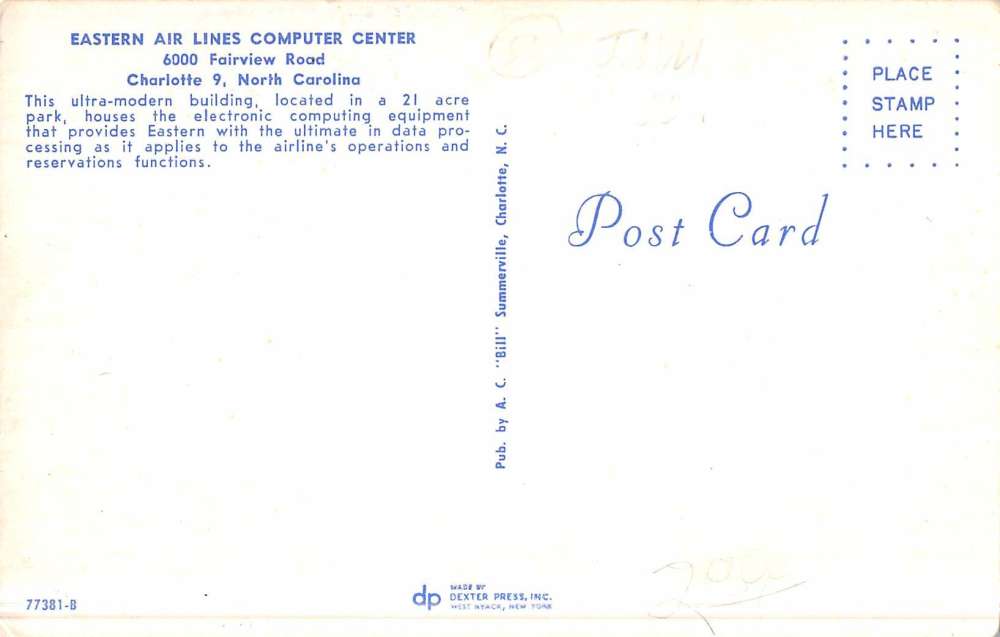 EASTERN AIR LINES COMPUTER CENTER
6000 Fairview Road
Charlotte 9, North Carolina
This ultra-modern building, located in a 21 acre
park, houses the electronic computing equipment
that provides Eastern with the ultimate in data pro-
cessing as it applies to the airline's operations and
reservations functions.
Pub. by A. C. "Bill" Summerville, Charlotte, N. C.
PLACE
STAMP
HERE
Post Card
77381-B
dp
MADE BY
DEXTER PRESS, INC.
WEST NYACK, NEW YORK